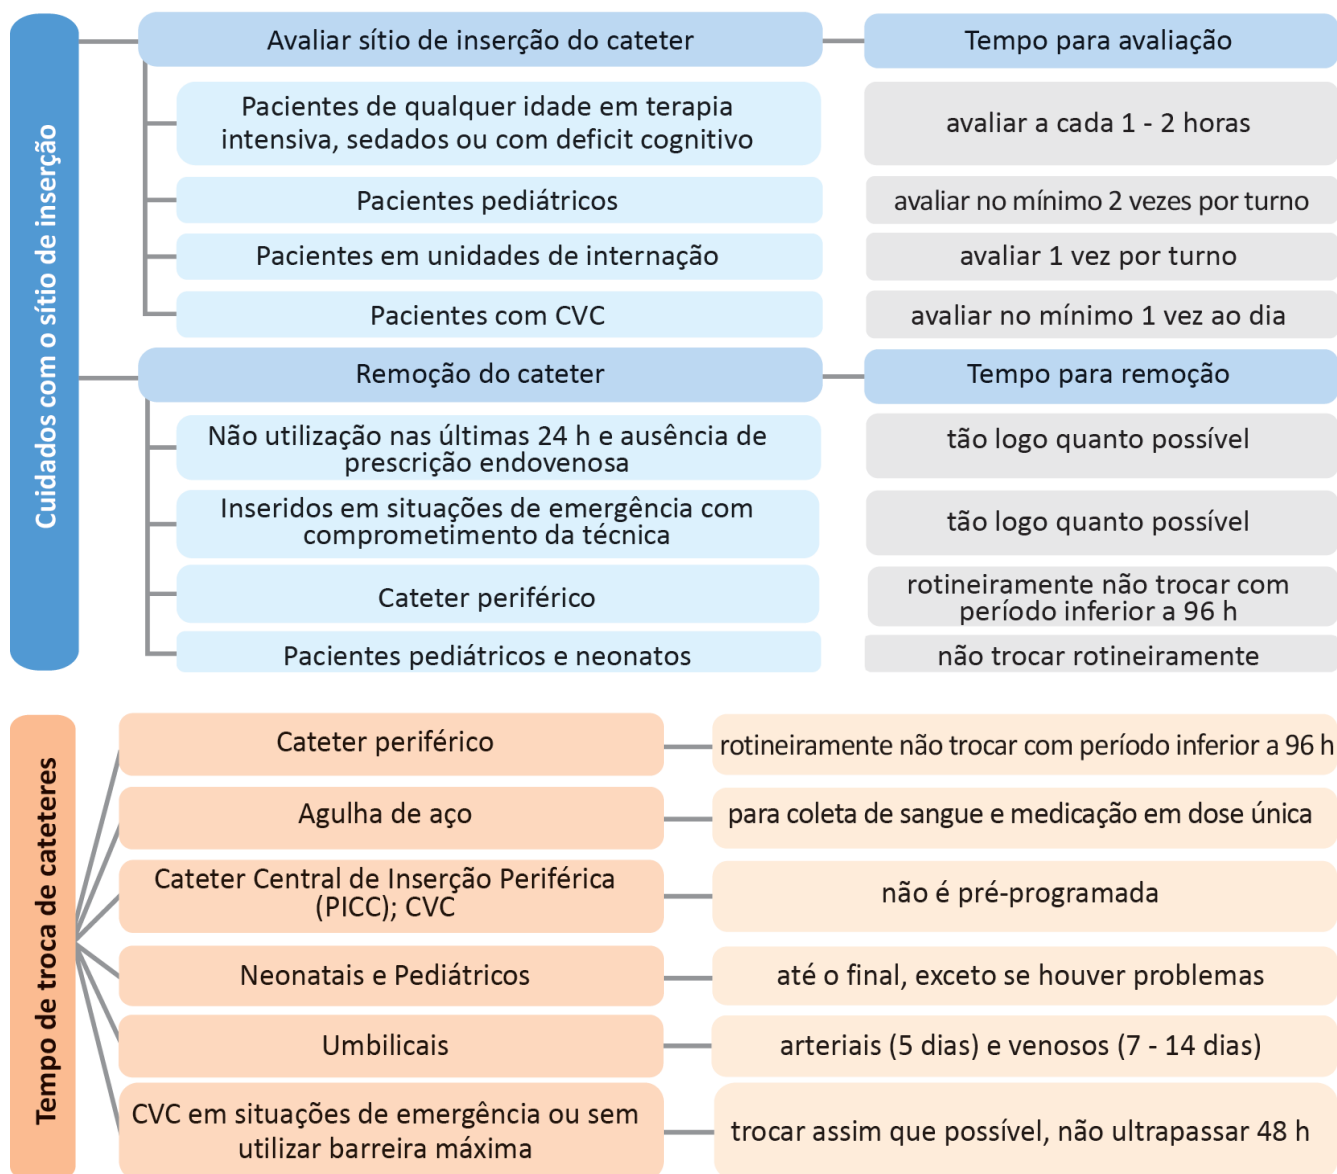 Cuidados com o sítio de inserção
Avaliar sítio de inserção do cateter
Tempo para avaliação
Pacientes de qualquer idade em terapia
intensiva, sedados ou com deficit cognitivo
avaliar a cada 1 - 2 horas
Pacientes pediátricos
avaliar no mínimo 2 vezes por turno
Pacientes em unidades de internação
avaliar 1 vez por turno
Pacientes com CVC
avaliar no mínimo 1 vez ao dia
Remoção do cateter
Tempo para remoção
Não utilização nas últimas 24 h e ausência de
prescrição endovenosa
tão logo quanto possível
Inseridos em situações de emergência com
comprometimento da técnica
tão logo quanto possível
Cateter periférico
rotineiramente não trocar com
período inferior a 96 h
Pacientes pediátricos e neonatos
não trocar rotineiramente
Tempo de troca de cateteres
Cateter periférico
rotineiramente não trocar com período inferior a 96 h
Agulha de aço
para coleta de sangue e medicação em dose única
Cateter Central de Inserção Periférica
(PICC); CVC
não é pré-programada
Neonatais e Pediátricos
até o final, exceto se houver problemas
Umbilicais
arteriais (5 dias) e venosos (7 - 14 dias)
CVC em situações de emergência ou sem
utilizar barreira máxima
trocar assim que possível, não ultrapassar 48 h